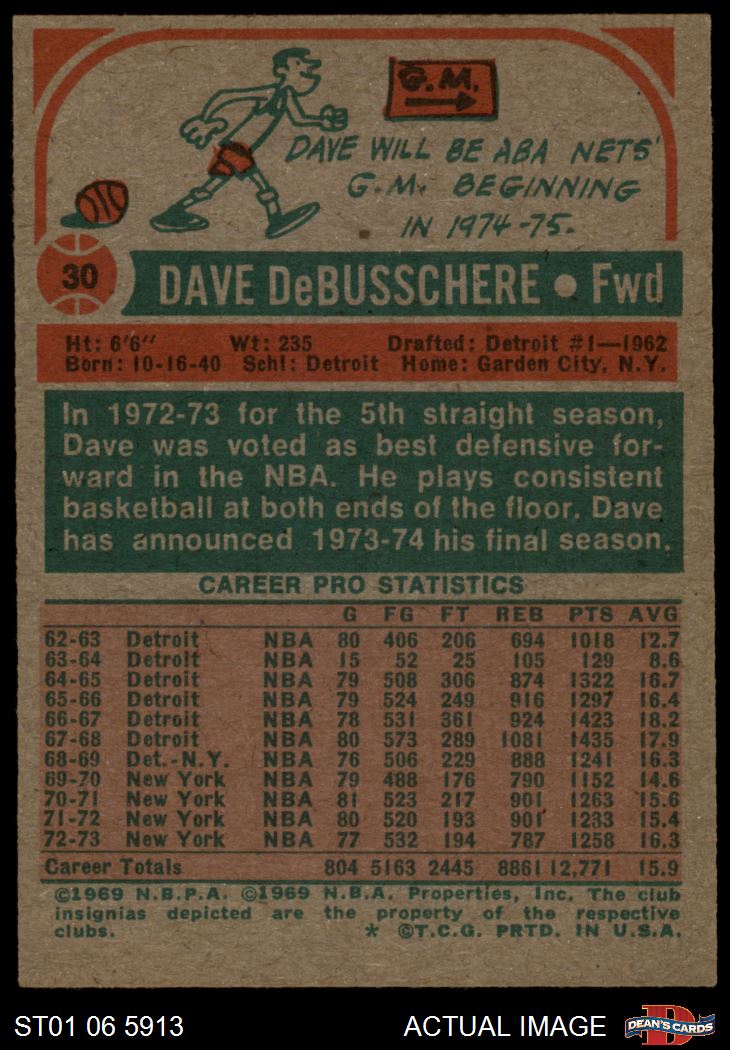 G.M.
DAVE WILL BE ABA NETS'
G.M. BEGINNING
IN 1974-75.
30 DAVE DeBUSSCHERE • Fwd
Ht: 6'6" Wt: 235 Drafted: Detroit #1—1962
Born: 10-16-40 Schl: Detroit Home: Garden City, N.Y.
In 1972-73 for the 5th straight season,
Dave was voted as best defensive for-
ward in the NBA. He plays consistent
basketball at both ends of the floor. Dave
has announced 1973-74 his final season.
CAREER PRO STATISTICS
G FG FT REB PTS AVG
62-63 Detroit NBA 80 406 206 694 1018 12.7
63-64 Detroit NBA 15 52 25 105 129 8.6
64-65 Detroit NBA 79 508 306 874 1322 16.7
65-66 Detroit NBA 79 524 249 916 1297 16.4
66-67 Detroit NBA 78 531 361 924 1423 18.2
67-68 Detroit NBA 80 573 289 1081 1435 17.9
68-69 Det.-N.Y. NBA 76 506 229 888 1241 16.3
69-70 New York NBA 79 488 176 790 1152 14.6
70-71 New York NBA 81 523 217 901 1263 15.6
71-72 New York NBA 80 520 193 901 1233 15.4
72-73 New York NBA 77 532 194 787 1258 16.3
Career Totals 804 5163 2445 8861 12,771 15.9
©1969 N.B.P.A. ©1969 N.B.A. Properties, Inc. The club
insignias depicted are the property of the respective
clubs. * ©T.C.G. PRTD. IN U.S.A.
ST01 06 5913 ACTUAL IMAGE DEAN'S CARDS